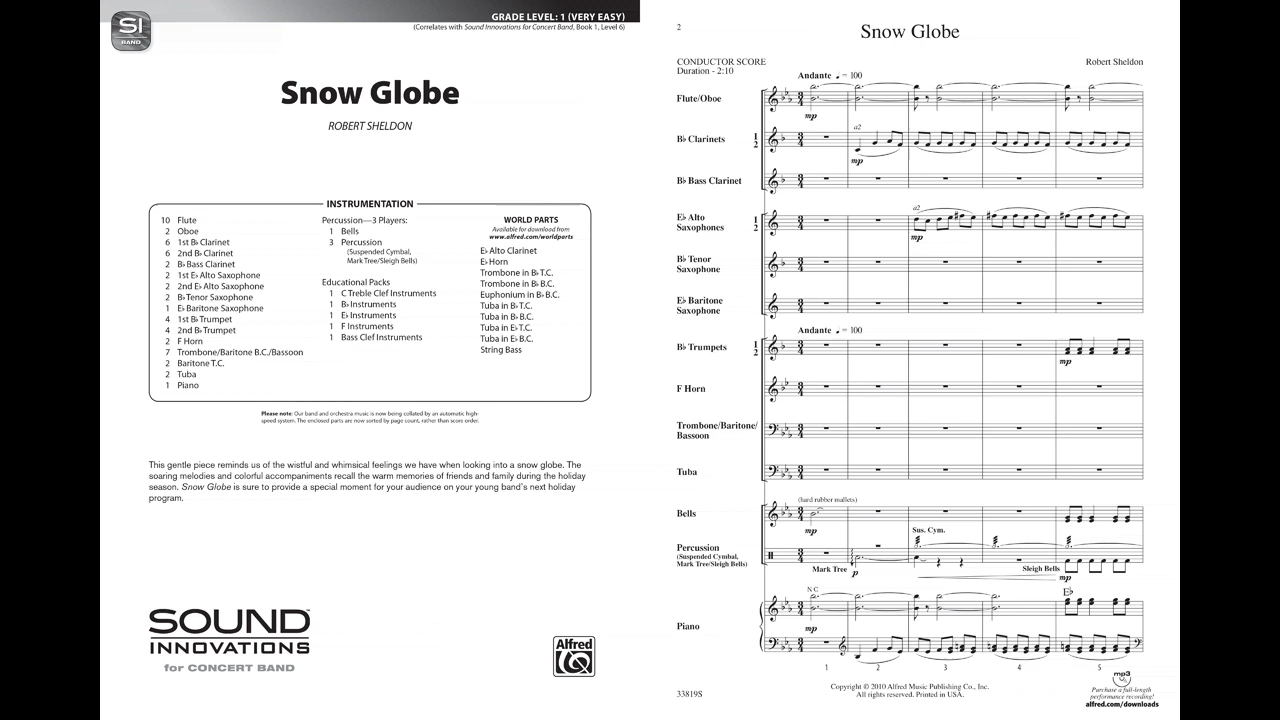 GRADE LEVEL: 1 (VERY EASY)
(Correlates with Sound Innovations for Concert Band, Book 1, Level 6)
SI
BAND
Snow Globe
ROBERT SHELDON
INSTRUMENTATION
10 Flute
2 Oboe
6 1st B♭ Clarinet
6 2nd B♭ Clarinet
2 B♭ Bass Clarinet
2 1st E♭ Alto Saxophone
2 2nd E♭ Alto Saxophone
2 B♭ Tenor Saxophone
1 E♭ Baritone Saxophone
4 1st B♭ Trumpet
4 2nd B♭ Trumpet
2 F Horn
7 Trombone/Baritone B.C./Bassoon
2 Baritone T.C.
2 Tuba
1 Piano
Percussion—3 Players:
1 Bells
3 Percussion
(Suspended Cymbal,
Mark Tree/Sleigh Bells)
Educational Packs
1 C Treble Clef Instruments
1 B♭ Instruments
1 E♭ Instruments
1 F Instruments
1 Bass Clef Instruments
WORLD PARTS
Available for download from
www.alfred.com/worldparts
E♭ Alto Clarinet
E♭ Horn
Trombone in B♭ T.C.
Trombone in B♭ B.C.
Euphonium in B♭ B.C.
Tuba in B♭ T.C.
Tuba in B♭ B.C.
Tuba in E♭ T.C.
Tuba in E♭ B.C.
String Bass
Please note: Our band and orchestra music is now being collated by an automatic high-
speed system. The enclosed parts are now sorted by page count, rather than score order.
This gentle piece reminds us of the wistful and whimsical feelings we have when looking into a snow globe. The
soaring melodies and colorful accompaniments recall the warm memories of friends and family during the holiday
season. Snow Globe is sure to provide a special moment for your audience on your young band's next holiday
program.
SOUND™
INNOVATIONS
for CONCERT BAND
Alfred
2
Snow Globe
CONDUCTOR SCORE
Duration - 2:10
Robert Sheldon
Andante ♩ = 100
Flute/Oboe
mp
B♭ Clarinets
1
2
a2
mp
B♭ Bass Clarinet
E♭ Alto
Saxophones
1
2
a2
mp
B♭ Tenor
Saxophone
E♭ Baritone
Saxophone
Andante ♩ = 100
B♭ Trumpets
1
2
mp
F Horn
Trombone/Baritone/
Bassoon
Tuba
(hard rubber mallets)
Bells
mp
Sus. Cym.
Percussion
(Suspended Cymbal,
Mark Tree/Sleigh Bells)
Mark Tree
p
Sleigh Bells
mp
N C
E♭
Piano
mp
1 2 3 4 5
33819S
Copyright © 2010 Alfred Music Publishing Co., Inc.
All rights reserved. Printed in USA.
mp3
Purchase a full-length
performance recording!
alfred.com/downloads